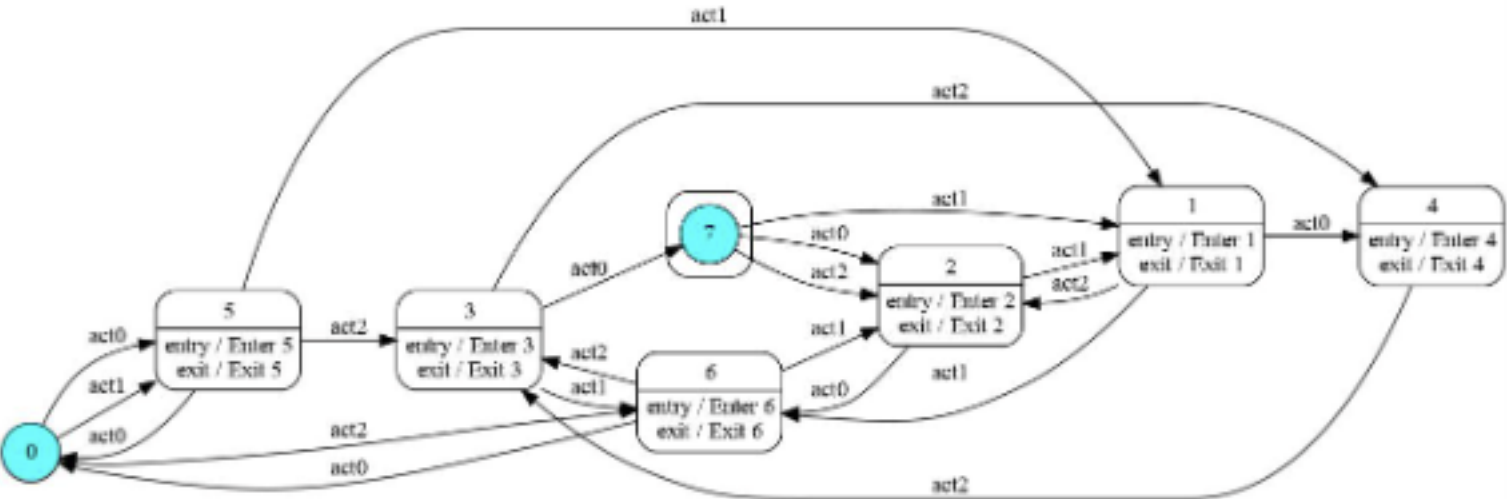 act1
act2
7
act1
act0
act2
act0
1
entry / Enter 1
exit / Exit 1
act0
4
entry / Enter 4
exit / Exit 4
2
entry / Enter 2
exit / Exit 2
act1
act2
5
entry / Enter 5
exit / Exit 5
act2
3
entry / Enter 3
exit / Exit 3
act0
act1
act0
act2
act1
act1
6
entry / Enter 6
exit / Exit 6
act0
act1
0
act2
act0
act2